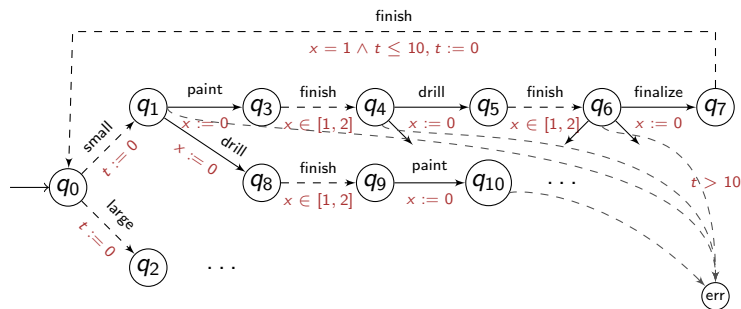 finish
x = 1 ∧ t ≤ 10, t := 0
paint finish drill finish finalize
q1 q3 q4 q5 q6 q7
x := 0 x ∈ [1, 2] x := 0 x ∈ [1, 2] x := 0
small
t := 0
drill
x := 0
finish paint
q0 q8 q9 q10 · · · t > 10
x ∈ [1, 2] x := 0
large
t := 0
q2 · · ·
err